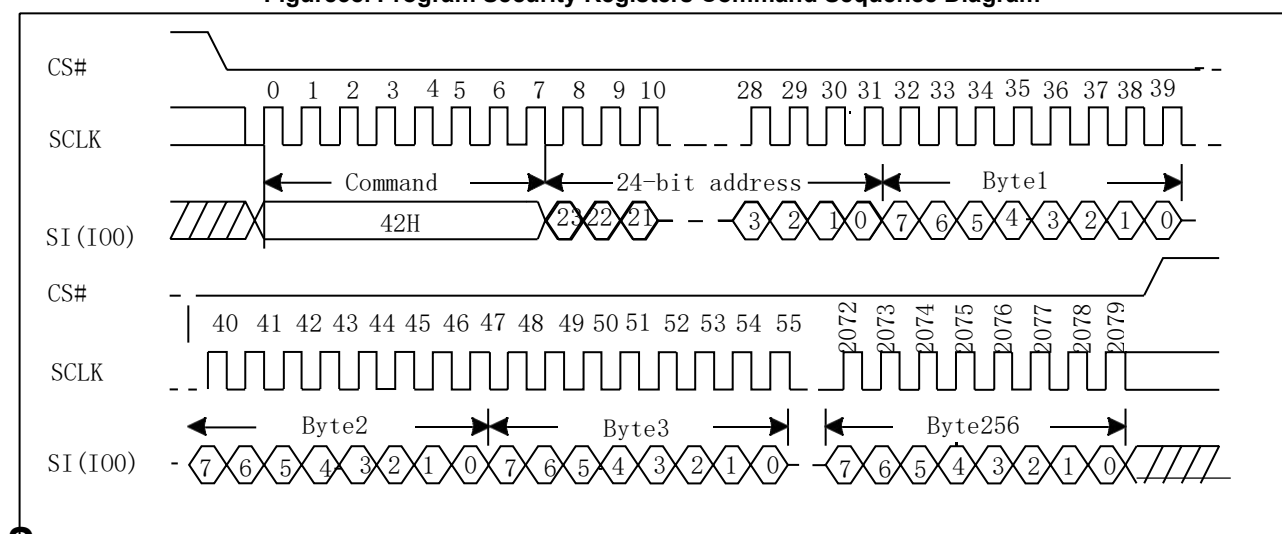 CS#
0 1 2 3 4 5 6 7 8 9 10 28 29 30 31 32 33 34 35 36 37 38 39
SCLK
Command 24-bit address Byte1
SI(IO0) 42H 23 22 21 3 2 1 0 7 6 5 4 3 2 1 0
CS#
40 41 42 43 44 45 46 47 48 49 50 51 52 53 54 55 2072 2073 2074 2075 2076 2077 2078 2079
SCLK
Byte2 Byte3 Byte256
SI(IO0) 7 6 5 4 3 2 1 0 7 6 5 4 3 2 1 0 7 6 5 4 3 2 1 0